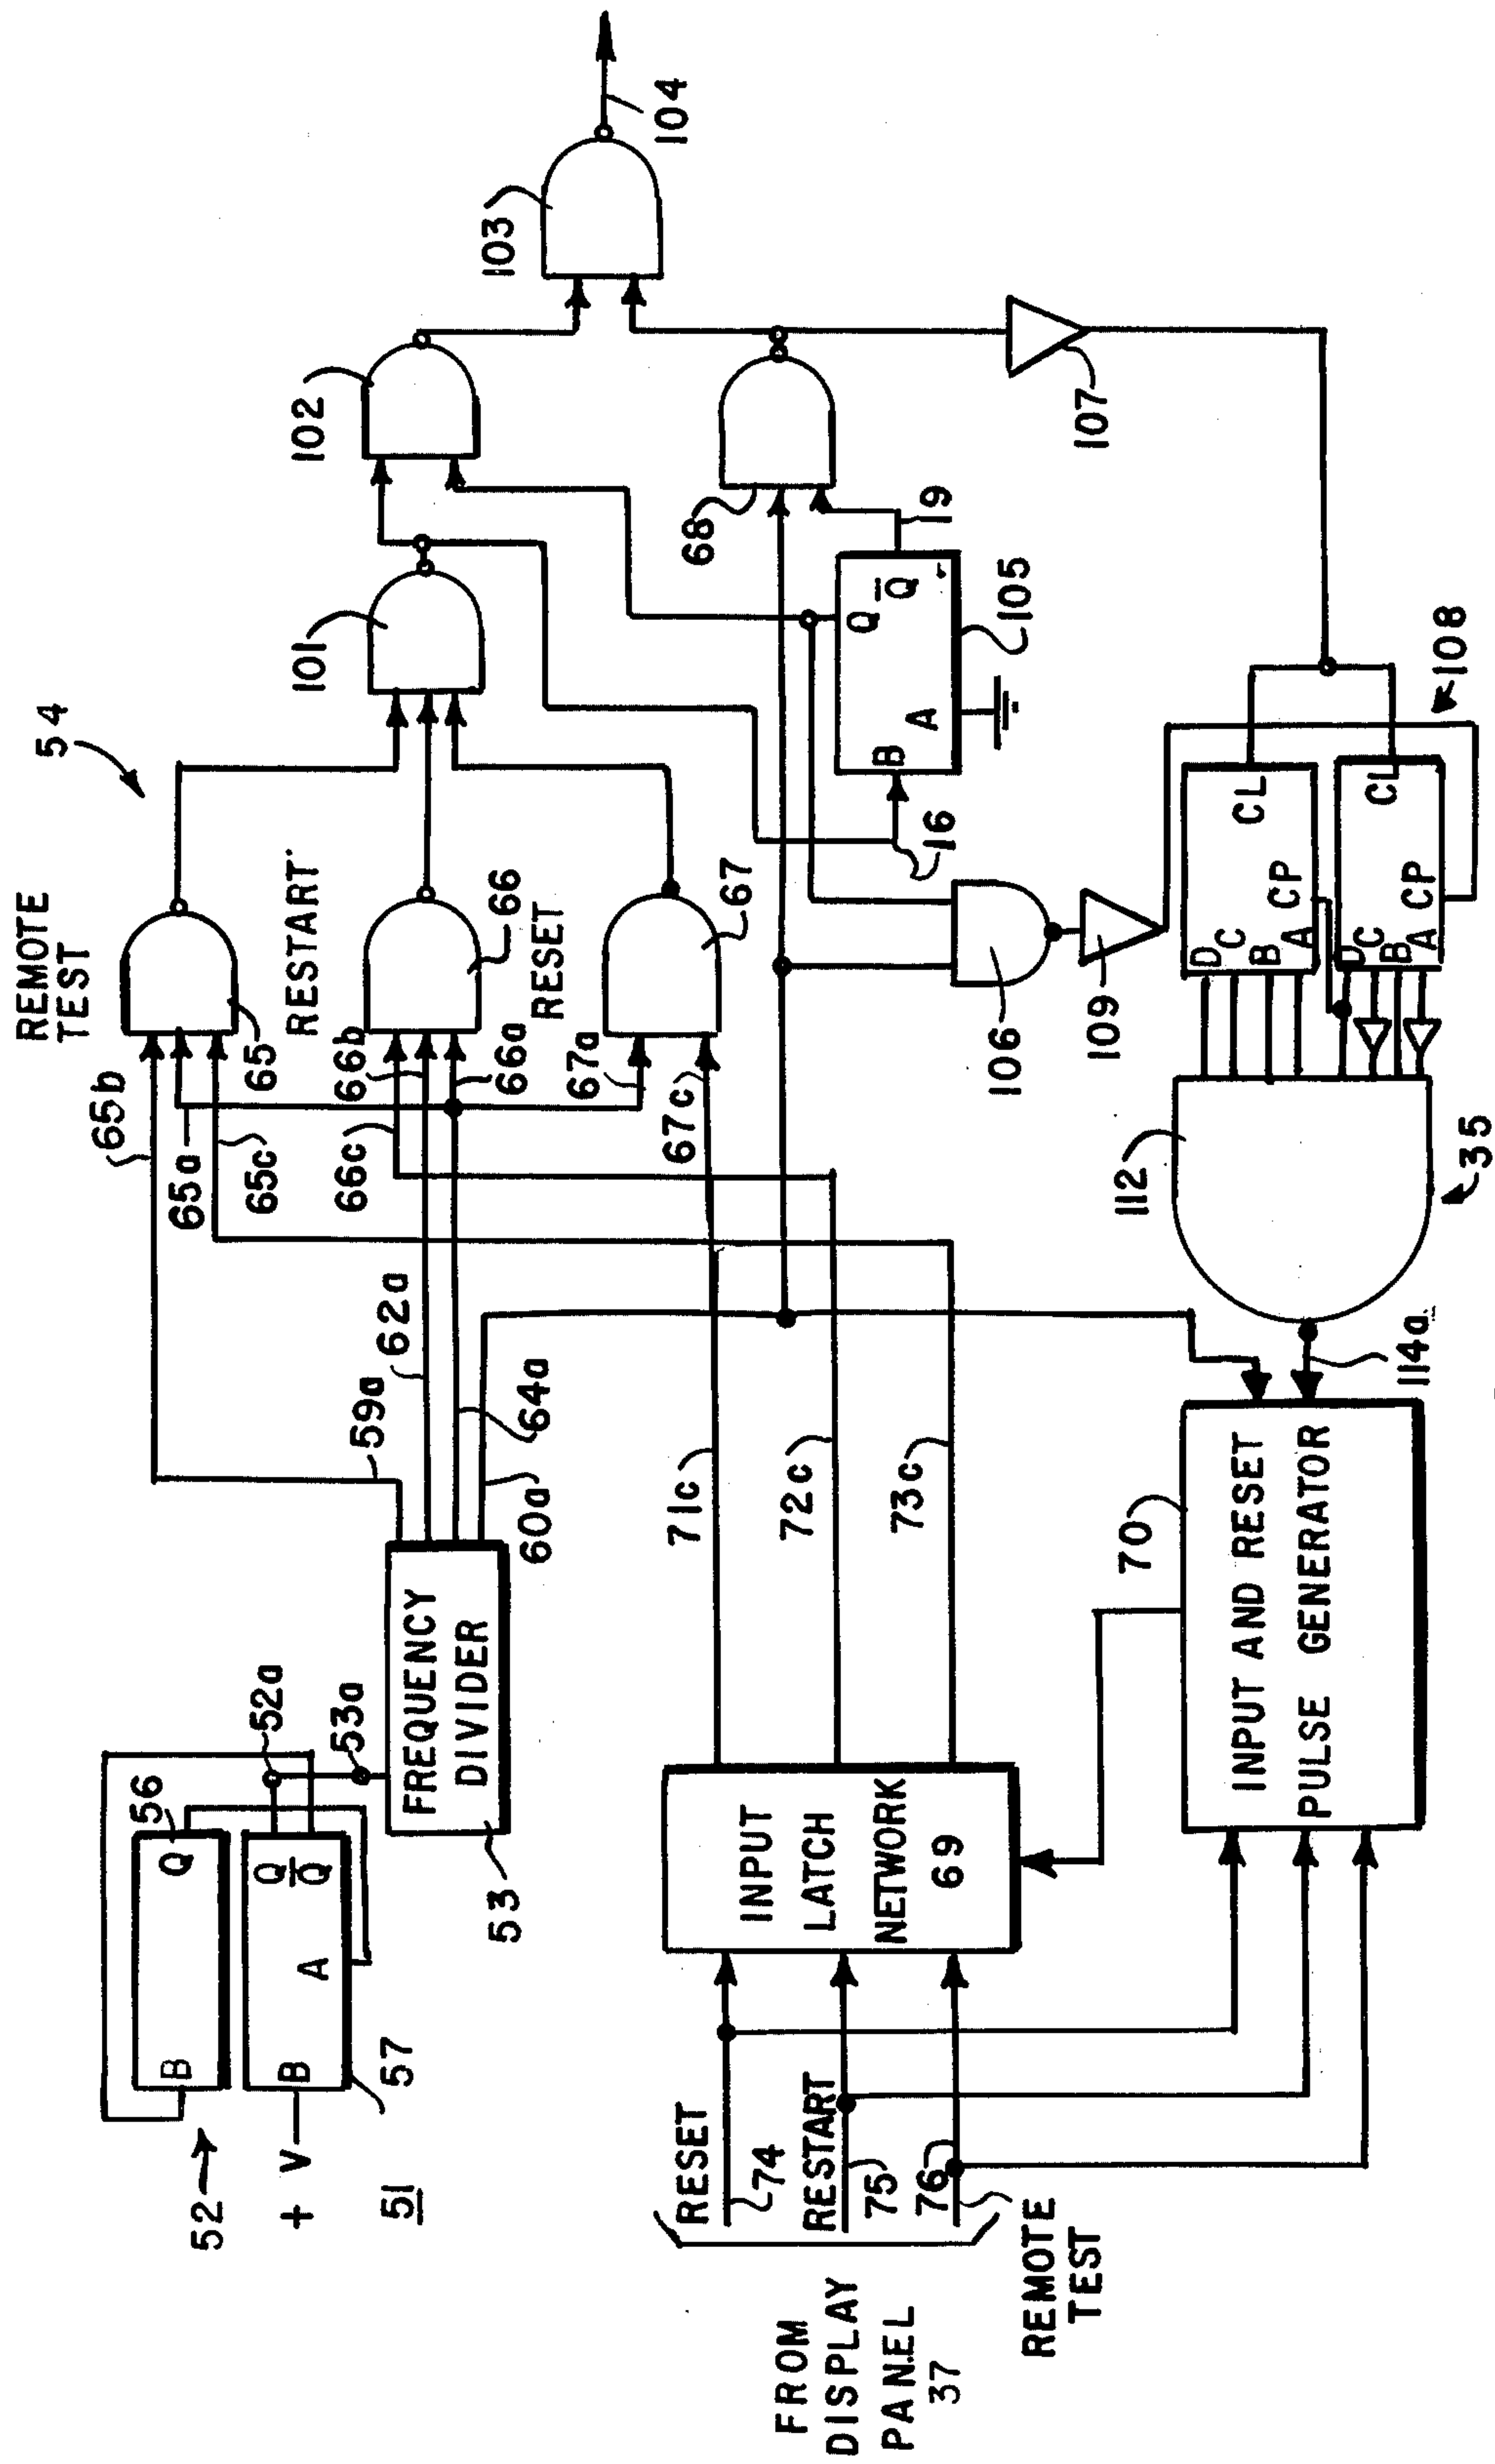 52
+ V
51
B
Q
56
B
A
Q
Q
57
52a
53a
53
FREQUENCY
DIVIDER
59a
62a
64a
60a
65b
65a
65c
66c
66b
66a
67a
67c
REMOTE
TEST
65
RESTART
66
RESET
67
54
101
102
103
104
68
16
B
A
Q
Q
19
105
106
107
109
108
D
C
B
A
CP
CL
D
C
B
A
CP
CL
112
35
114a
FROM
DISPLAY
PANEL
37
RESET
74
RESTART
75
76
REMOTE
TEST
INPUT
LATCH
NETWORK
69
71c
72c
73c
70
INPUT AND RESET
PULSE GENERATOR